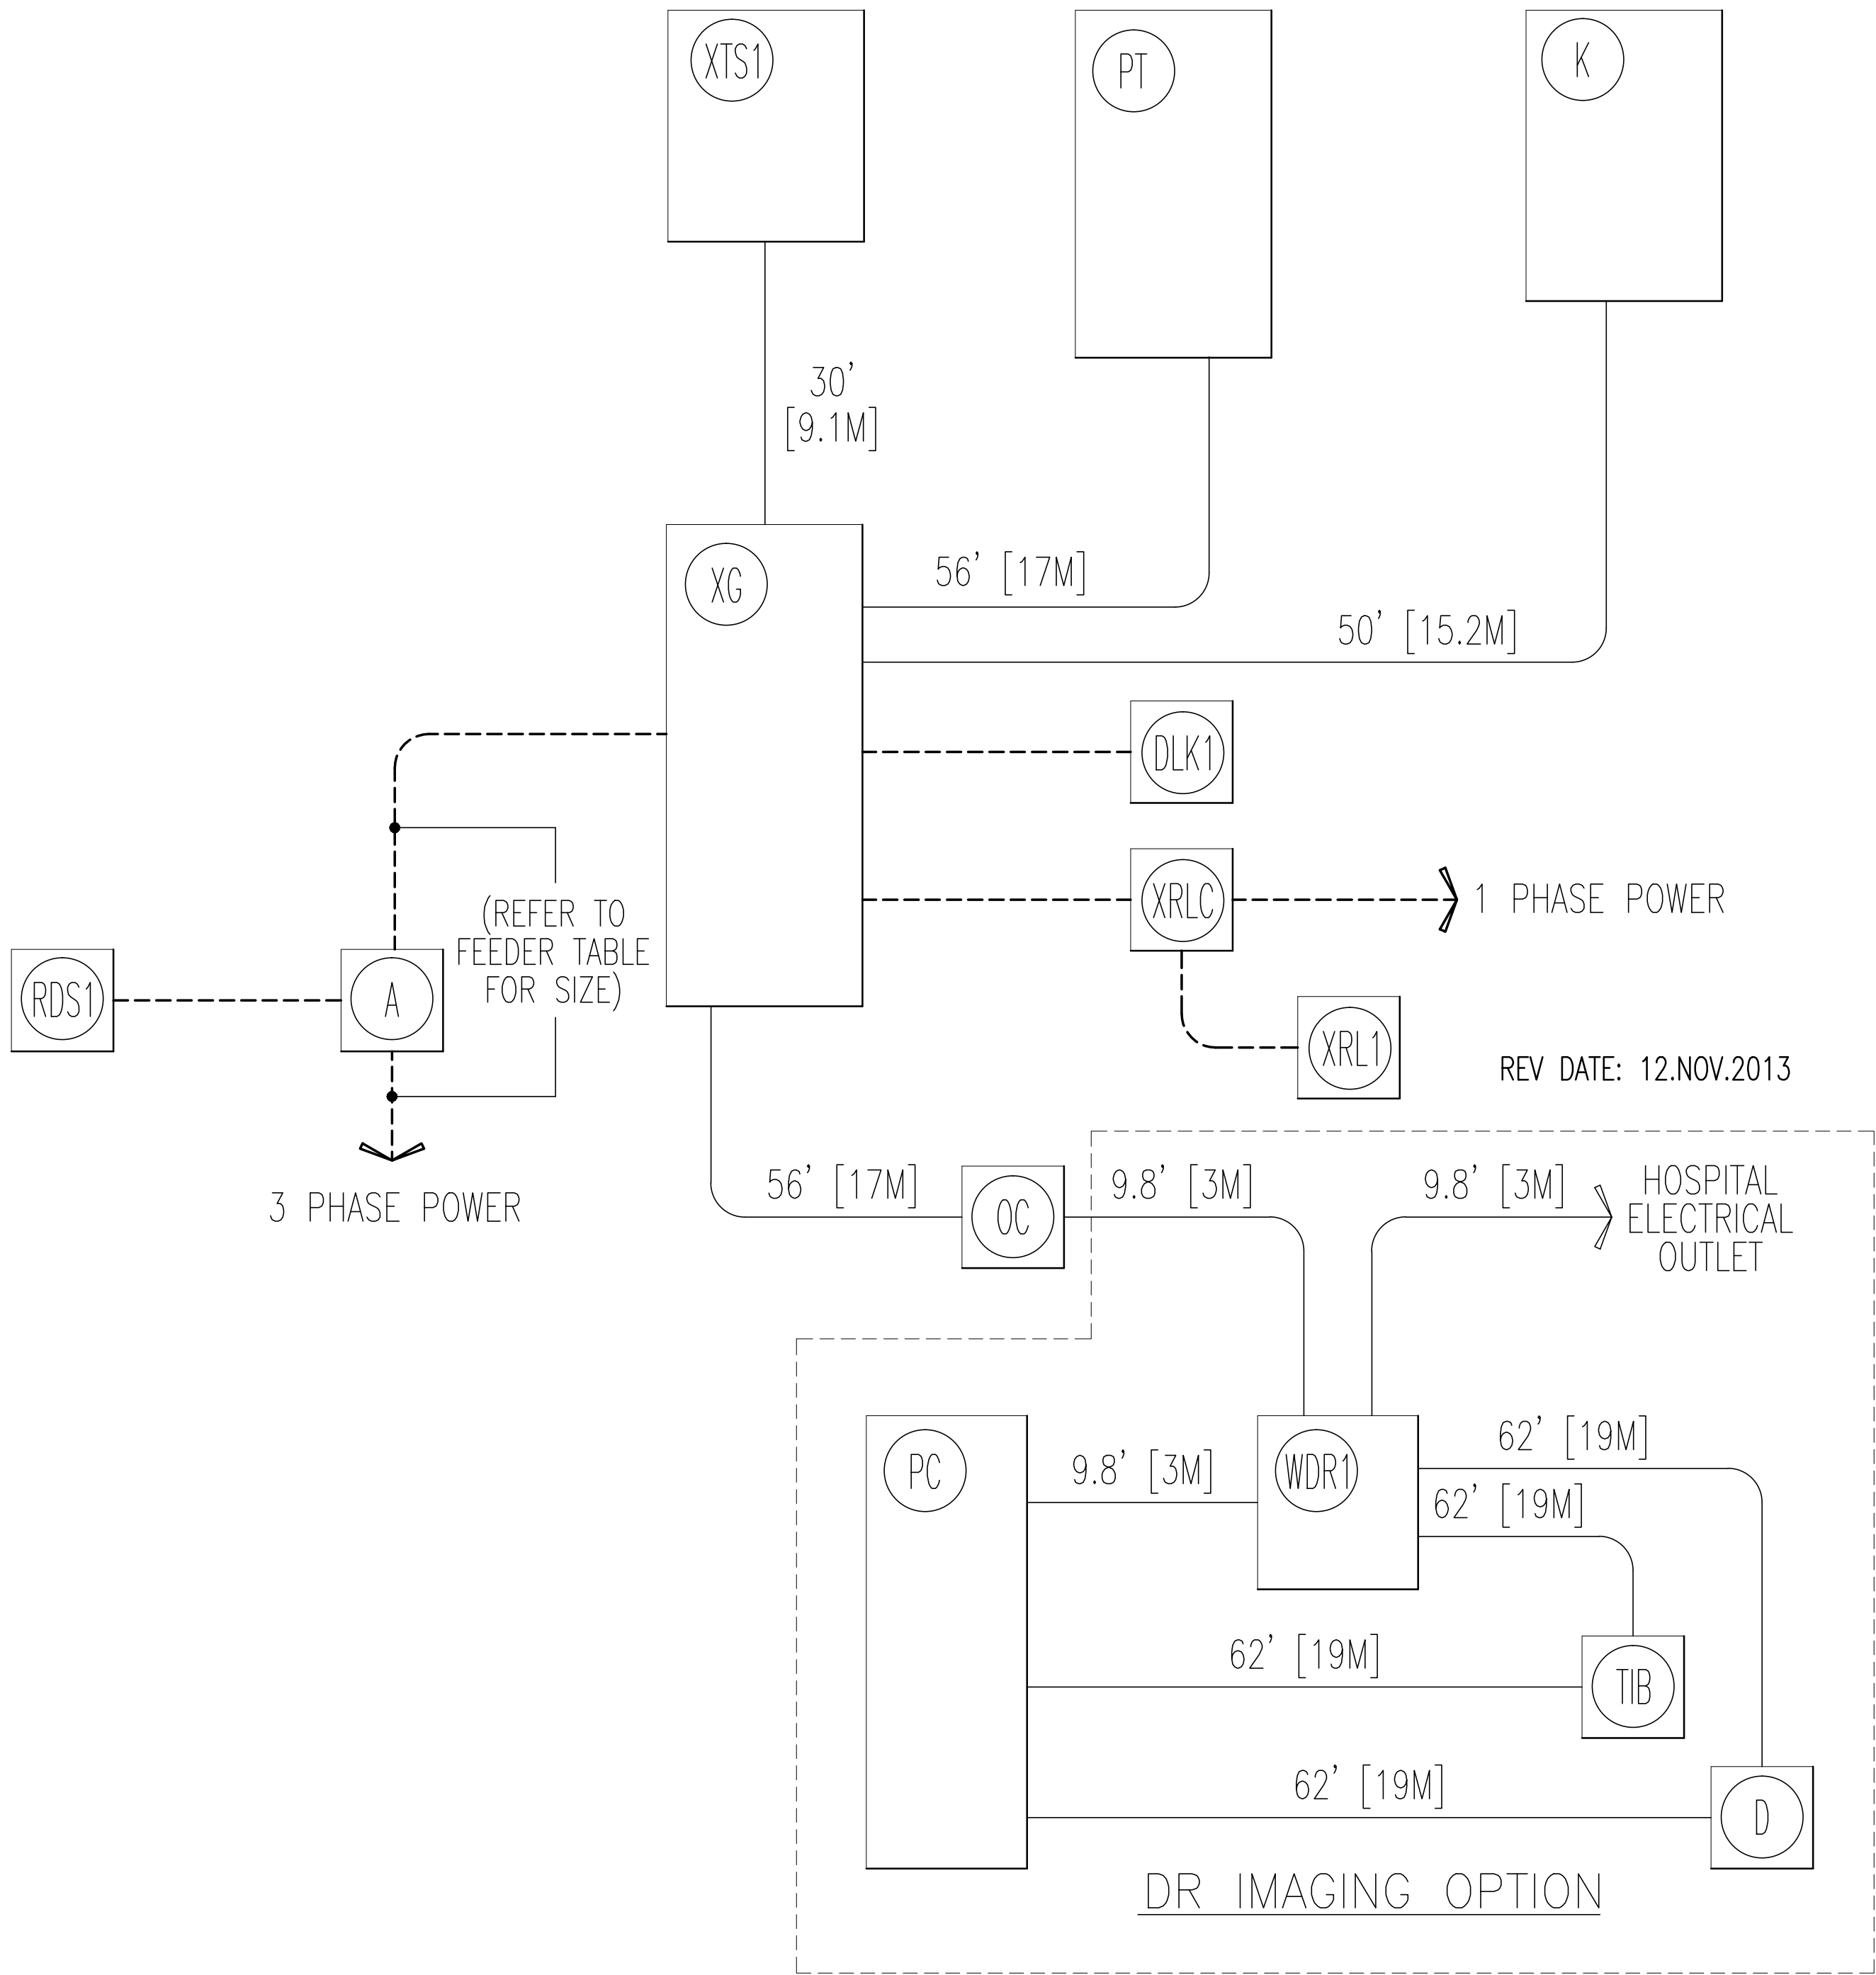 XTS1
PT
K
30'
[9.1M]
XG
56' [17M]
50' [15.2M]
DLK1
XRLC
1 PHASE POWER
(REFER TO
FEEDER TABLE
FOR SIZE)
RDS1
A
XRL1
REV DATE: 12.NOV.2013
3 PHASE POWER
56' [17M]
OC
9.8' [3M]
9.8' [3M]
HOSPITAL
ELECTRICAL
OUTLET
PC
9.8' [3M]
WDR1
62' [19M]
62' [19M]
62' [19M]
TIB
62' [19M]
D
DR IMAGING OPTION